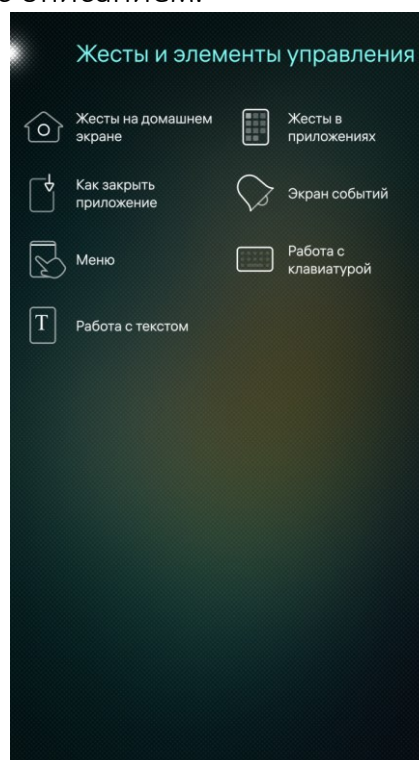 с описанием.
Жесты и элементы управления
Жесты на домашнем
экране
Жесты в
приложениях
Как закрыть
приложение
Экран событий
Меню
Работа с
клавиатурой
T
Работа с текстом